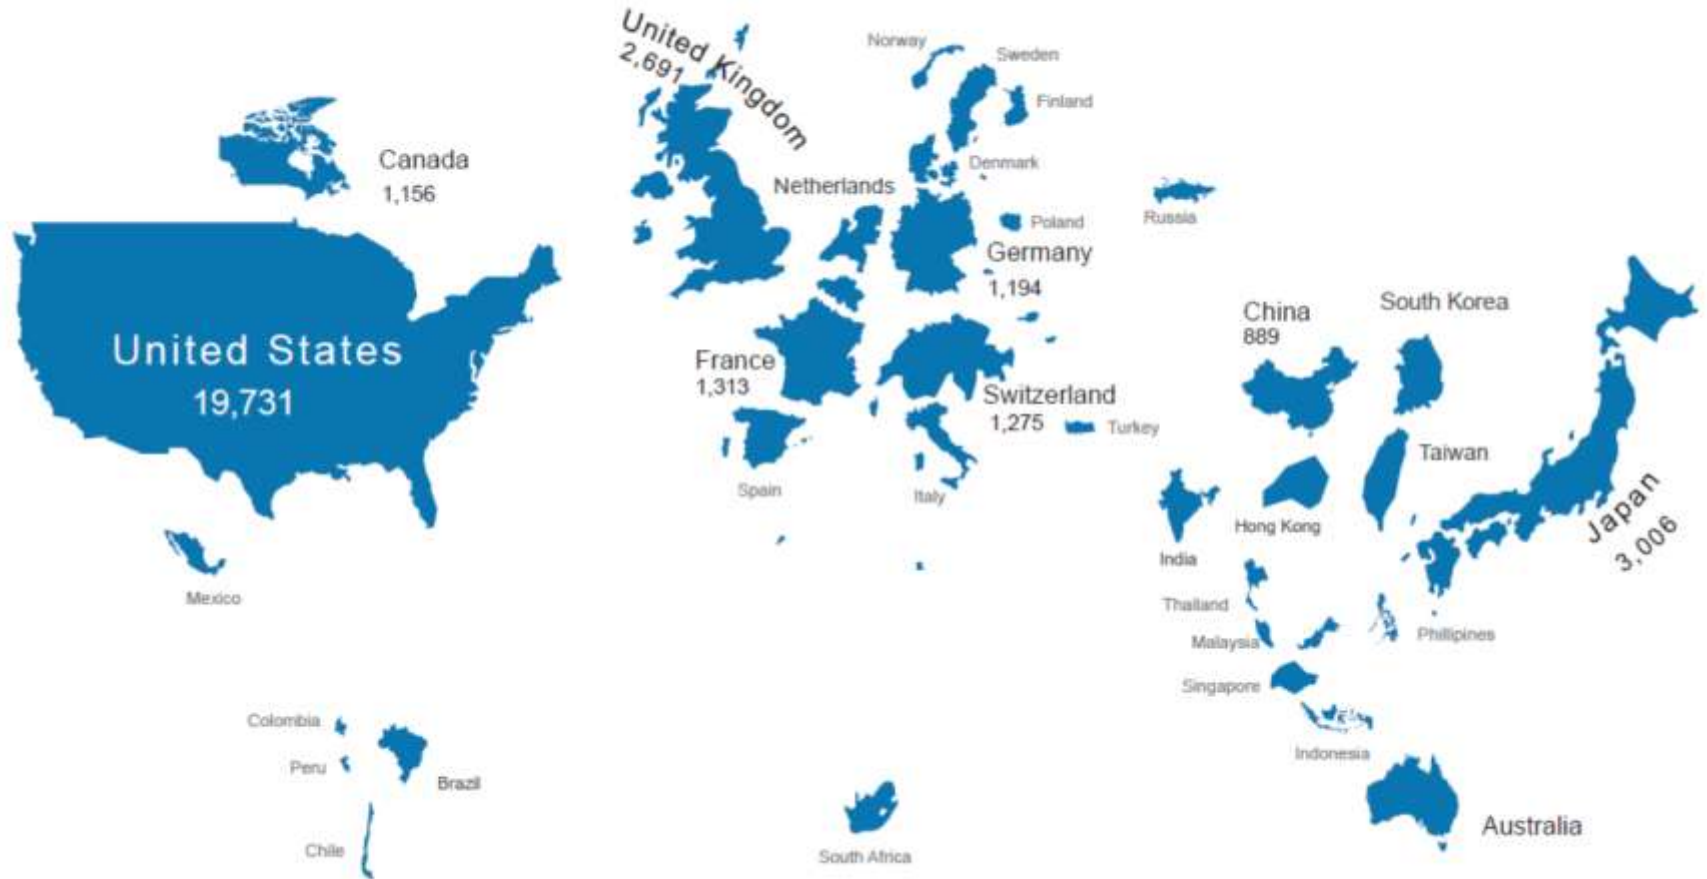 United Kingdom
2,691
Norway
Sweden
Finland
Denmark
Canada
1,156
Netherlands
Poland
Russia
Germany
1,194
United States
19,731
France
1,313
Switzerland
1,275
Turkey
China
889
South Korea
Taiwan
Japan
3,006
Spain
Italy
Hong Kong
India
Mexico
Thailand
Malaysia
Phillipines
Singapore
Indonesia
Colombia
Peru
Brazil
Chile
South Africa
Australia